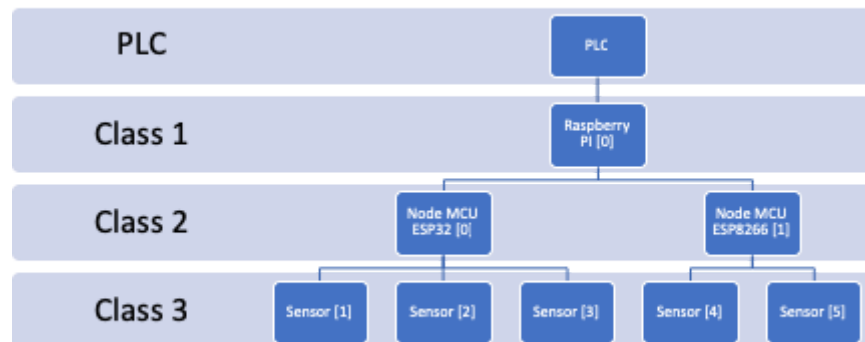 PLC
PLC
Class 1
Raspberry
PI [0]
Class 2
Node MCU
ESP32 [0]
Node MCU
ESP8266 [1]
Class 3
Sensor [1]
Sensor [2]
Sensor [3]
Sensor [4]
Sensor [5]